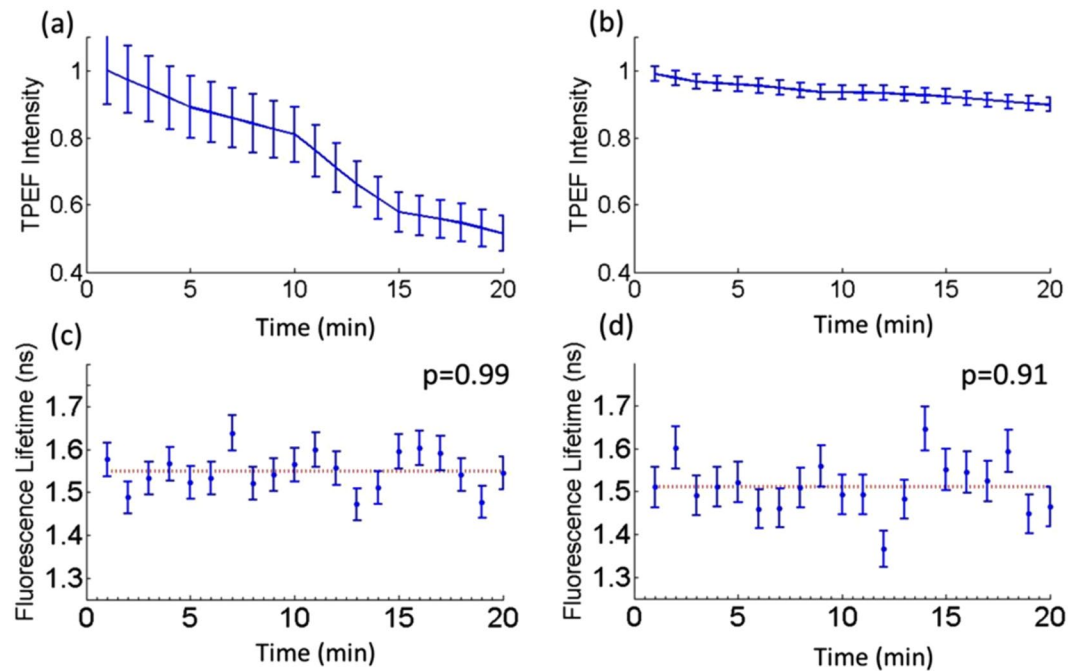 (a)
TPEF Intensity
1
0.8
0.6
0.4
0 5 10 15 20
Time (min)
(b)
TPEF Intensity
1
0.8
0.6
0.4
0 5 10 15 20
Time (min)
(c)
p=0.99
Fluorescence Lifetime (ns)
1.7
1.6
1.5
1.4
1.3
0 5 10 15 20
Time (min)
(d)
p=0.91
Fluorescence Lifetime (ns)
1.7
1.6
1.5
1.4
1.3
0 5 10 15 20
Time (min)